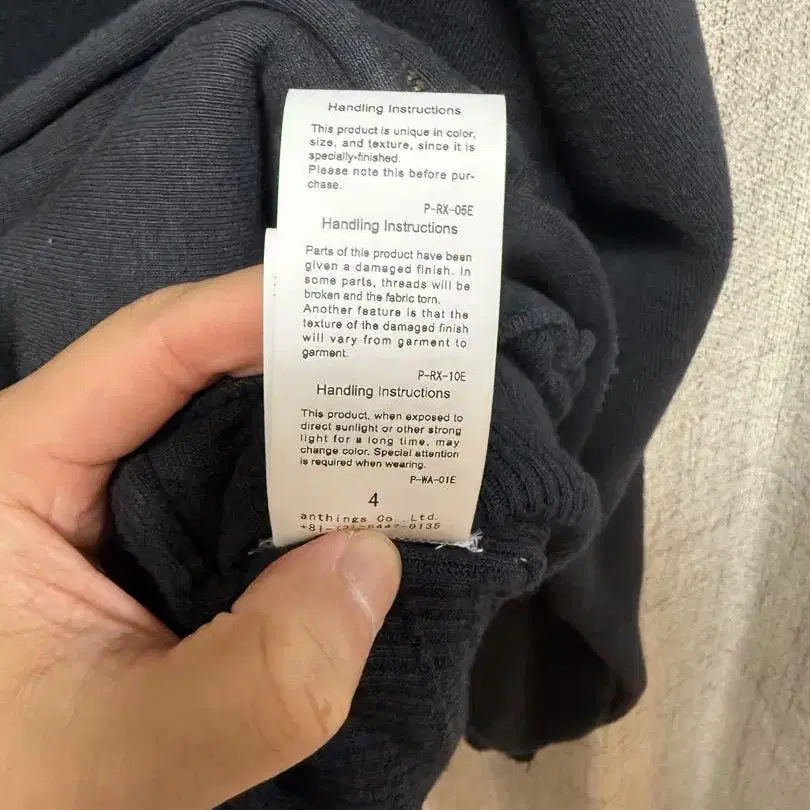 Handling Instructions
This product is unique in color,
size, and texture, since it is
specially-finished.
Please note this before pur-
chase.
P-RX-05E
Handling Instructions
Parts of this product have been
given a damaged finish. In
some parts, threads will be
broken and the fabric torn.
Another feature is that the
texture of the damaged finish
will vary from garment to
garment.
P-RX-10E
Handling Instructions
This product, when exposed to
direct sunlight or other strong
light for a long time, may
change color. Special attention
is required when wearing.
P-WA-01E
4
anthings Co.,Ltd.
+81-(3)-6447-0135